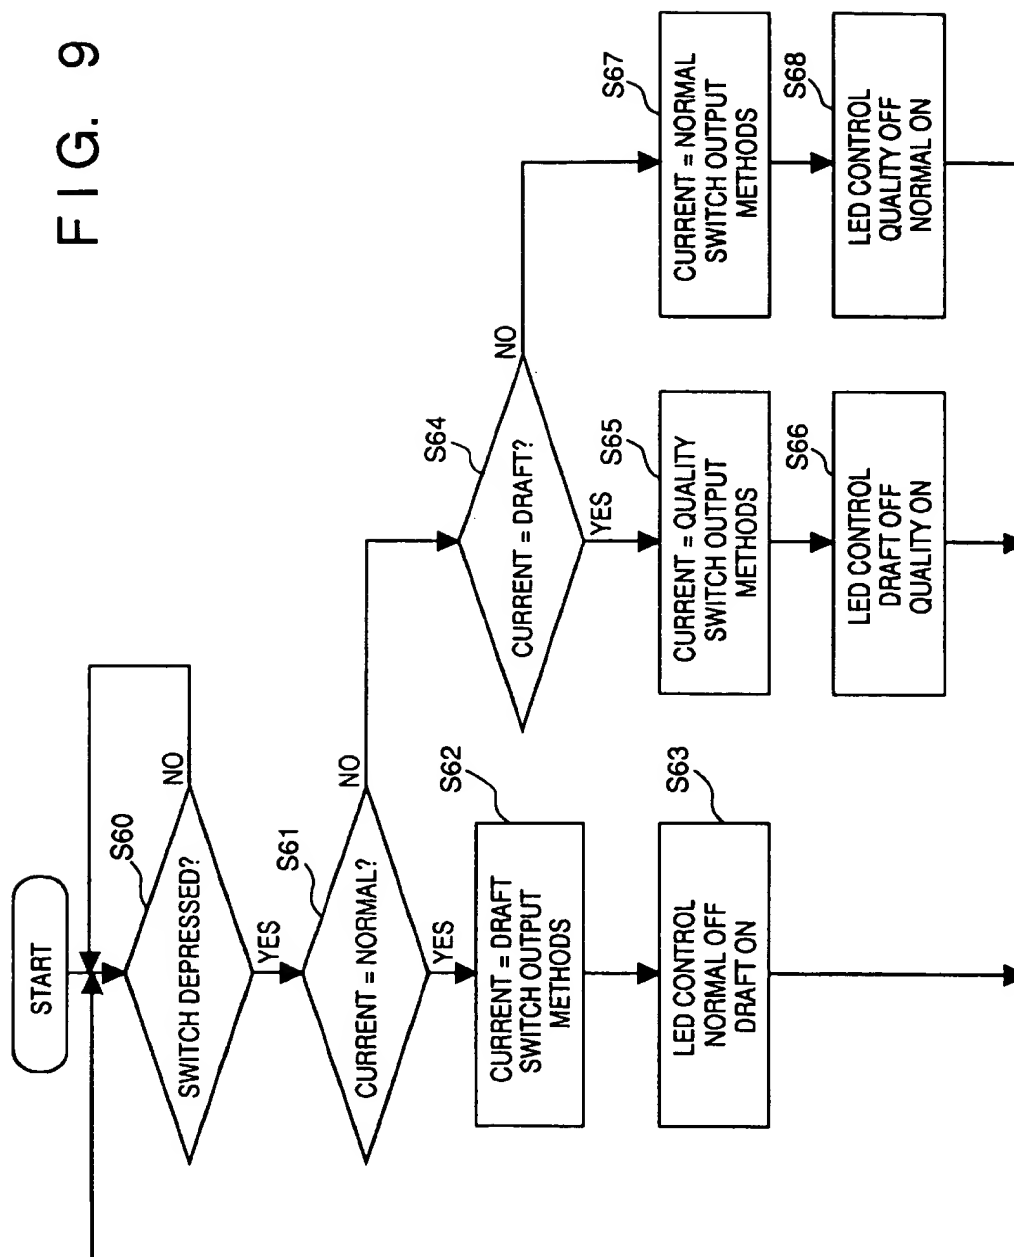 FIG. 9
START
S60
SWITCH DEPRESSED?
NO
YES
S61
CURRENT = NORMAL?
NO
YES
S62
CURRENT = DRAFT
SWITCH OUTPUT
METHODS
S63
LED CONTROL
NORMAL OFF
DRAFT ON
S64
CURRENT = DRAFT?
NO
YES
S65
CURRENT = QUALITY
SWITCH OUTPUT
METHODS
S66
LED CONTROL
DRAFT OFF
QUALITY ON
S67
CURRENT = NORMAL
SWITCH OUTPUT
METHODS
S68
LED CONTROL
QUALITY OFF
NORMAL ON